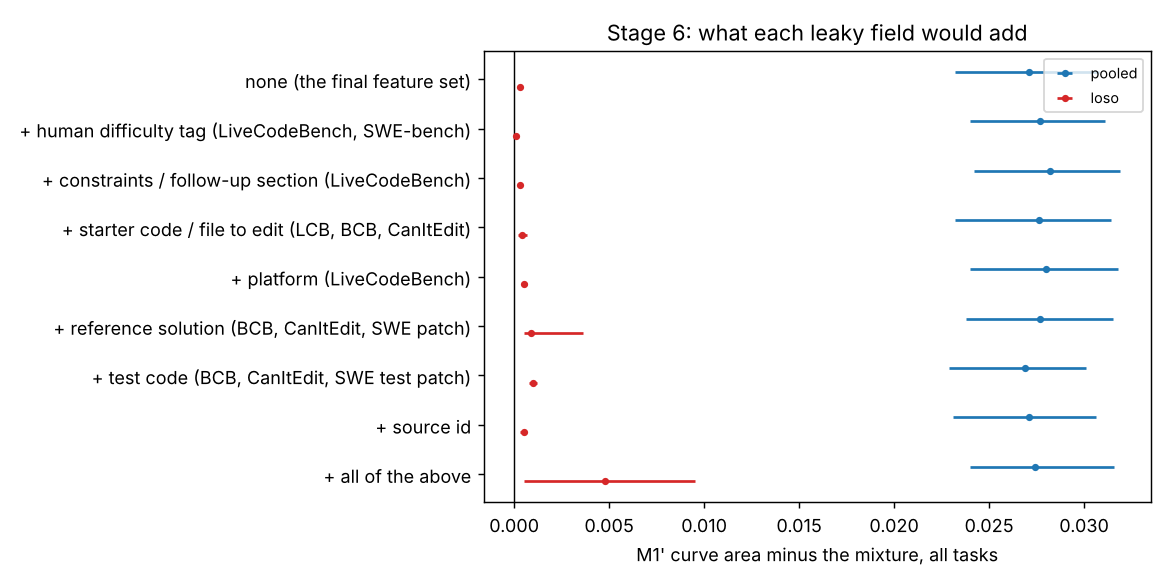 Stage 6: what each leaky field would add
none (the final feature set)
+ human difficulty tag (LiveCodeBench, SWE-bench)
+ constraints / follow-up section (LiveCodeBench)
+ starter code / file to edit (LCB, BCB, CanItEdit)
+ platform (LiveCodeBench)
+ reference solution (BCB, CanItEdit, SWE patch)
+ test code (BCB, CanItEdit, SWE test patch)
+ source id
+ all of the above
pooled
loso
0.000 0.005 0.010 0.015 0.020 0.025 0.030
M1' curve area minus the mixture, all tasks